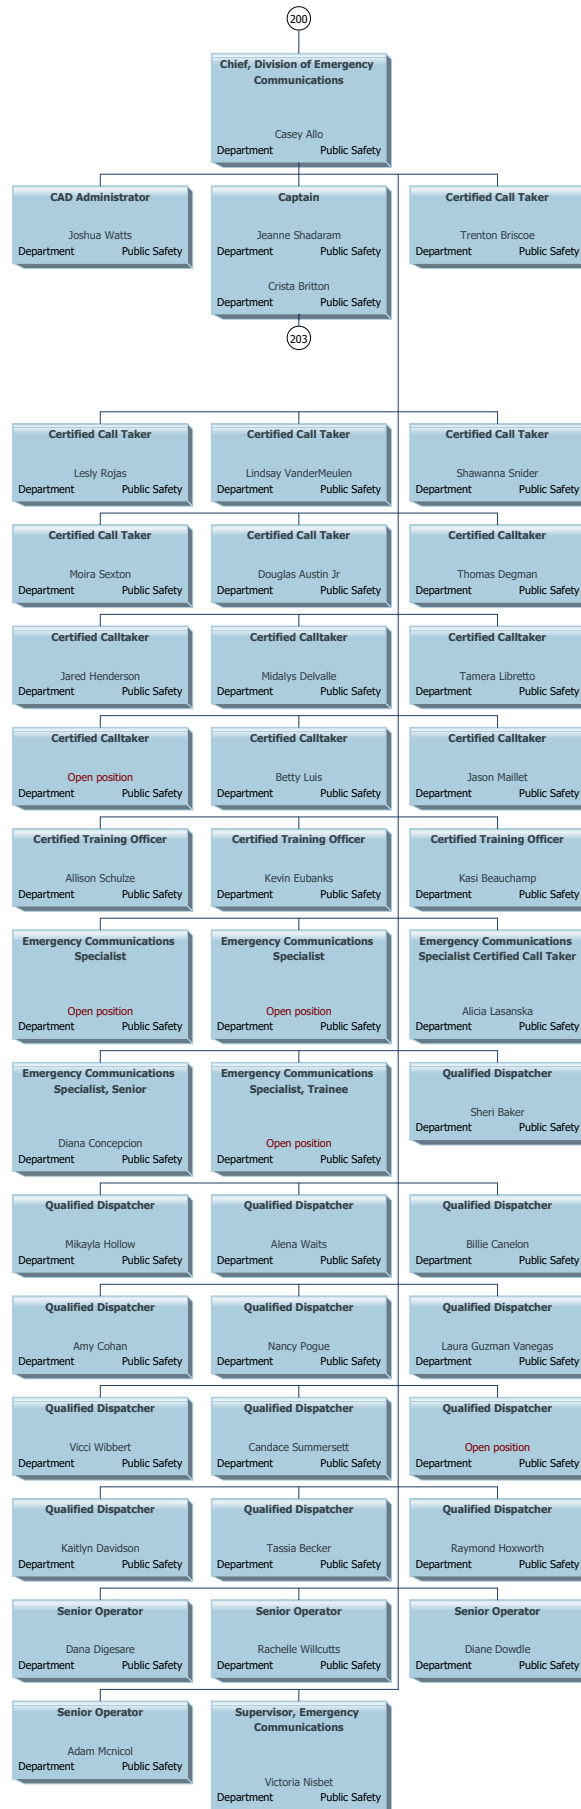 200
Chief, Division of Emergency
Communications
Casey Allo
Department Public Safety
CAD Administrator
Joshua Watts
Department Public Safety
Captain
Jeanne Shadaram
Department Public Safety
Crista Britton
Department Public Safety
203
Certified Call Taker
Trenton Briscoe
Department Public Safety
Certified Call Taker
Lesly Rojas
Department Public Safety
Certified Call Taker
Lindsay VanderMeulen
Department Public Safety
Certified Call Taker
Shawanna Snider
Department Public Safety
Certified Call Taker
Moira Sexton
Department Public Safety
Certified Call Taker
Douglas Austin Jr
Department Public Safety
Certified Calltaker
Thomas Degman
Department Public Safety
Certified Calltaker
Jared Henderson
Department Public Safety
Certified Calltaker
Midalys Delvalle
Department Public Safety
Certified Calltaker
Tamera Libretto
Department Public Safety
Certified Calltaker
Open position
Department Public Safety
Certified Calltaker
Betty Luis
Department Public Safety
Certified Calltaker
Jason Maillet
Department Public Safety
Certified Training Officer
Allison Schulze
Department Public Safety
Certified Training Officer
Kevin Eubanks
Department Public Safety
Certified Training Officer
Kasi Beauchamp
Department Public Safety
Emergency Communications
Specialist
Open position
Department Public Safety
Emergency Communications
Specialist
Open position
Department Public Safety
Emergency Communications
Specialist Certified Call Taker
Alicia Lasanska
Department Public Safety
Emergency Communications
Specialist, Senior
Diana Concepcion
Department Public Safety
Emergency Communications
Specialist, Trainee
Open position
Department Public Safety
Qualified Dispatcher
Sheri Baker
Department Public Safety
Qualified Dispatcher
Mikayla Hollow
Department Public Safety
Qualified Dispatcher
Alena Waits
Department Public Safety
Qualified Dispatcher
Billie Canelon
Department Public Safety
Qualified Dispatcher
Amy Cohan
Department Public Safety
Qualified Dispatcher
Nancy Pogue
Department Public Safety
Qualified Dispatcher
Laura Guzman Vanegas
Department Public Safety
Qualified Dispatcher
Vicci Wibbert
Department Public Safety
Qualified Dispatcher
Candace Summersett
Department Public Safety
Qualified Dispatcher
Open position
Department Public Safety
Qualified Dispatcher
Kaitlyn Davidson
Department Public Safety
Qualified Dispatcher
Tassia Becker
Department Public Safety
Qualified Dispatcher
Raymond Hoxworth
Department Public Safety
Senior Operator
Dana Digesare
Department Public Safety
Senior Operator
Rachelle Willcutts
Department Public Safety
Senior Operator
Diane Dowdle
Department Public Safety
Senior Operator
Adam Mcnicol
Department Public Safety
Supervisor, Emergency
Communications
Victoria Nisbet
Department Public Safety